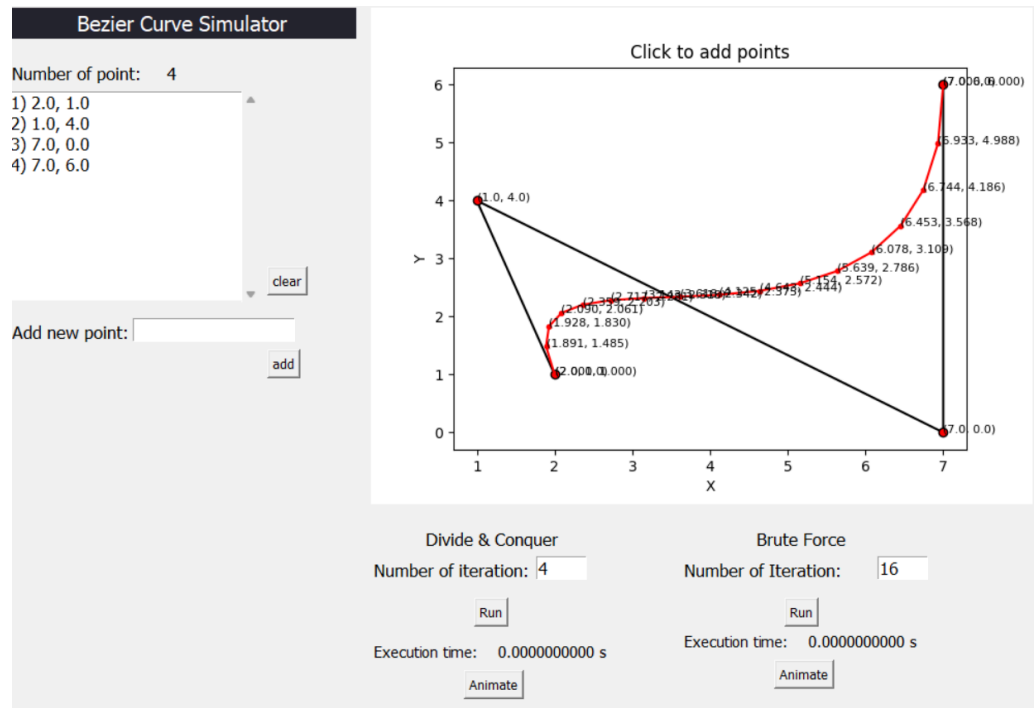 Bezier Curve Simulator
Number of point: 4
1) 2.0, 1.0
2) 1.0, 4.0
3) 7.0, 0.0
4) 7.0, 6.0
clear
Add new point:
add
Click to add points
6
5
4
3
2
1
0
Y
(6.933, 4.988)
(6.744, 4.186)
(1.0, 4.0)
(6.453, 3.568)
(6.078, 3.109)
(5.639, 2.786)
(5.154, 2.572)
(2.090, 2.061)
(1.928, 1.830)
(1.891, 1.485)
(7.0, 0.0)
1 2 3 4 5 6 7
X
Divide & Conquer
Number of iteration: 4
Run
Execution time: 0.0000000000 s
Animate
Brute Force
Number of Iteration: 16
Run
Execution time: 0.0000000000 s
Animate